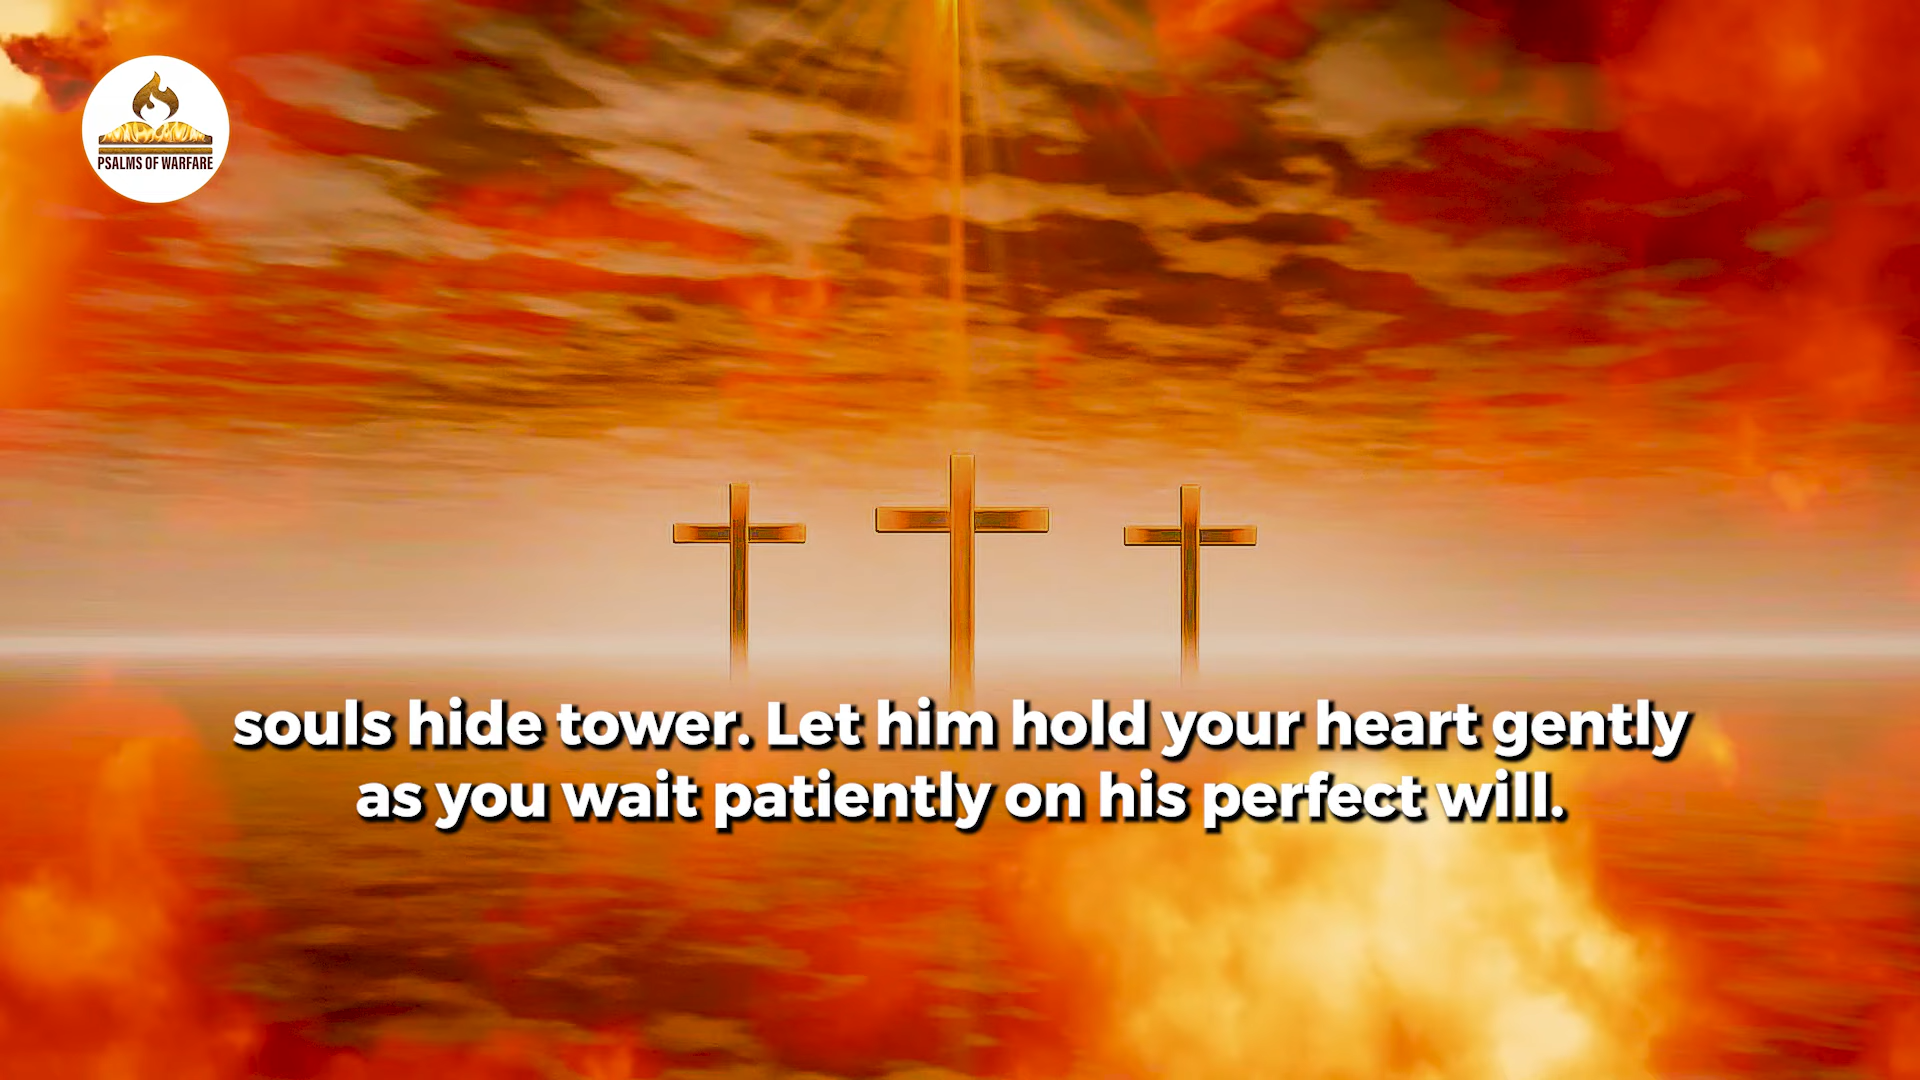 PSALMS OF WARFARE
souls hide tower. Let him hold your heart gently
as you wait patiently on his perfect will.